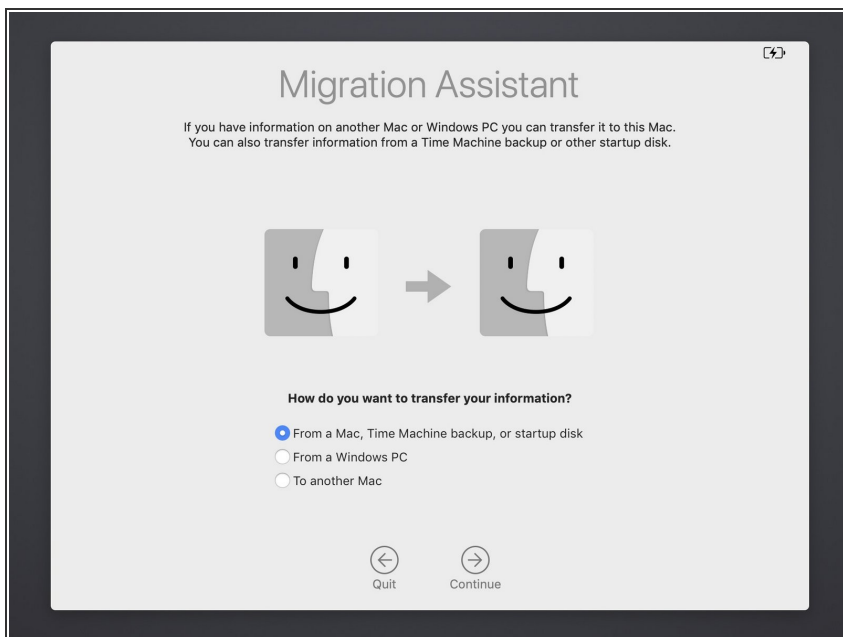 Migration Assistant
If you have information on another Mac or Windows PC you can transfer it to this Mac.
You can also transfer information from a Time Machine backup or other startup disk.
How do you want to transfer your information?
From a Mac, Time Machine backup, or startup disk
From a Windows PC
To another Mac
Quit
Continue